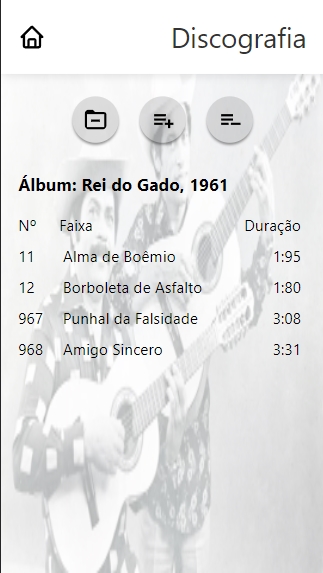 Discografia
Álbum: Rei do Gado, 1961
Nº Faixa Duração
11 Alma de Boêmio 1:95
12 Borboleta de Asfalto 1:80
967 Punhal da Falsidade 3:08
968 Amigo Sincero 3:31